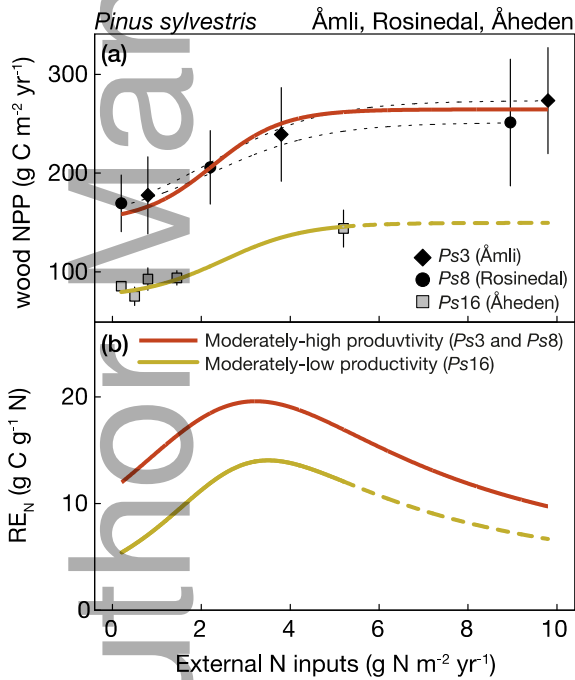 Pinus sylvestris Åmli, Rosinedal, Åheden
(a)
300
200
100
wood NPP (g C m⁻² yr⁻¹)
Ps3 (Åmli)
Ps8 (Rosinedal)
Ps16 (Åheden)
(b)
Moderately-high produvtivity (Ps3 and Ps8)
Moderately-low productivity (Ps16)
20
10
0
RE_N (g C g⁻¹ N)
0 2 4 6 8 10
External N inputs (g N m⁻² yr⁻¹)
uthor Man